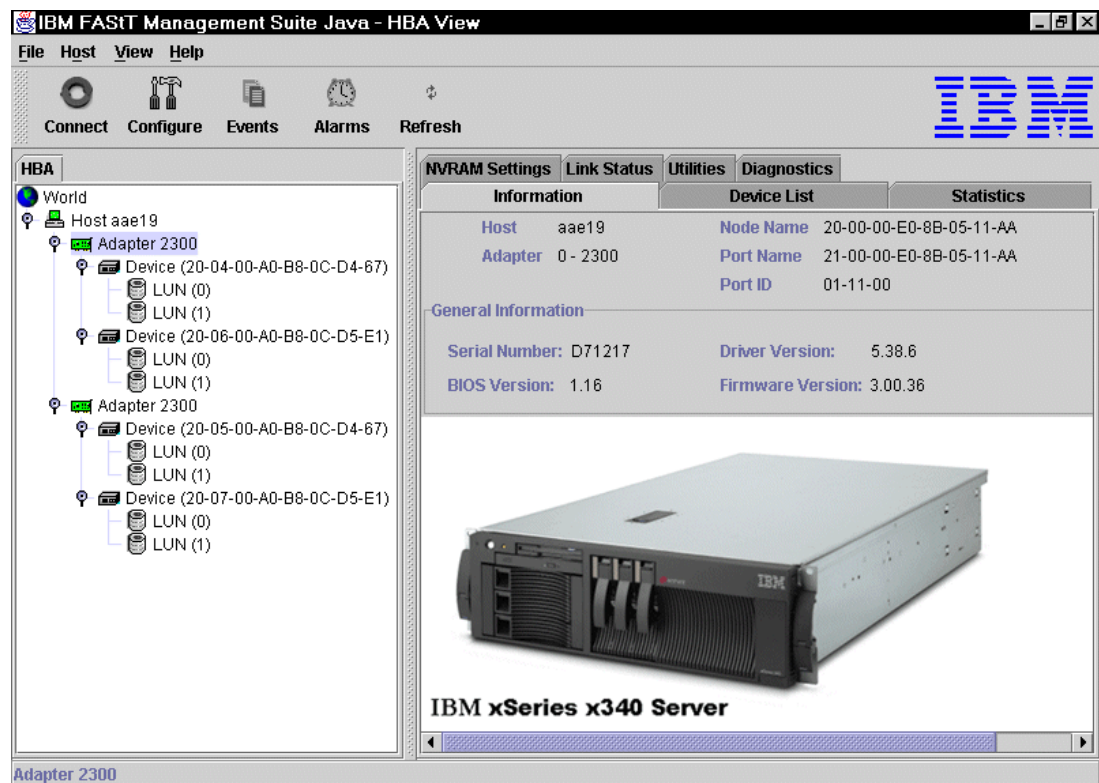 IBM FAStT Management Suite Java - HBA View
File Host View Help
Connect Configure Events Alarms Refresh
IBM
HBA
World
Host aae19
Adapter 2300
Device (20-04-00-A0-B8-0C-D4-67)
LUN (0)
LUN (1)
Device (20-06-00-A0-B8-0C-D5-E1)
LUN (0)
LUN (1)
Adapter 2300
Device (20-05-00-A0-B8-0C-D4-67)
LUN (0)
LUN (1)
Device (20-07-00-A0-B8-0C-D5-E1)
LUN (0)
LUN (1)
NVRAM Settings Link Status Utilities Diagnostics
Information Device List Statistics
Host aae19 Node Name 20-00-00-E0-8B-05-11-AA
Adapter 0 - 2300 Port Name 21-00-00-E0-8B-05-11-AA
Port ID 01-11-00
General Information
Serial Number: D71217 Driver Version: 5.38.6
BIOS Version: 1.16 Firmware Version: 3.00.36
IBM
IBM xSeries x340 Server
Adapter 2300